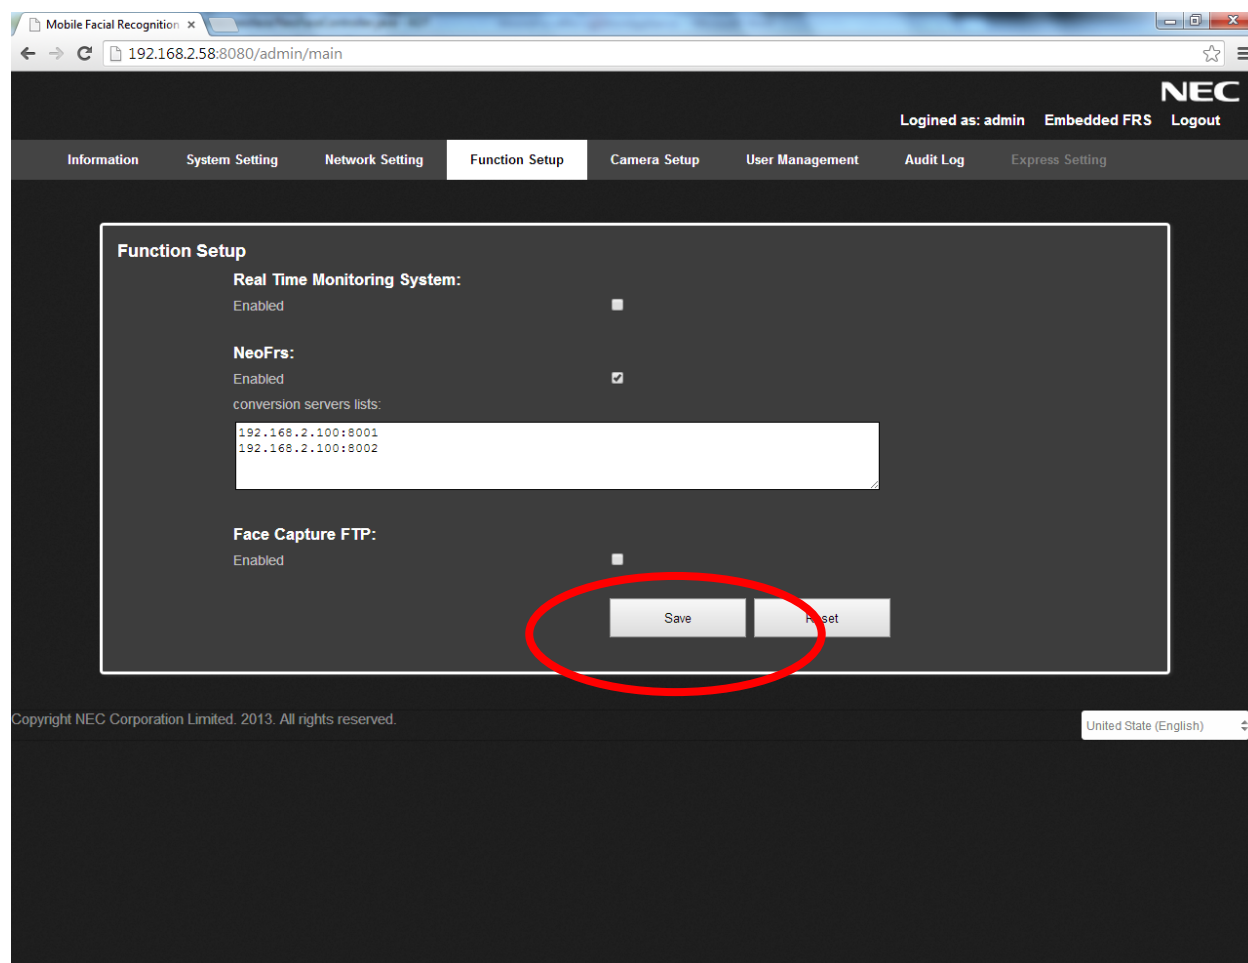 Mobile Facial Recognition
192.168.2.58:8080/admin/main
NEC
Logined as: admin Embedded FRS Logout
Information System Setting Network Setting Function Setup Camera Setup User Management Audit Log Express Setting
Function Setup
Real Time Monitoring System:
Enabled
NeoFrs:
Enabled
conversion servers lists:
192.168.2.100:8001
192.168.2.100:8002
Face Capture FTP:
Enabled
Save Reset
Copyright NEC Corporation Limited. 2013. All rights reserved.
United State (English)